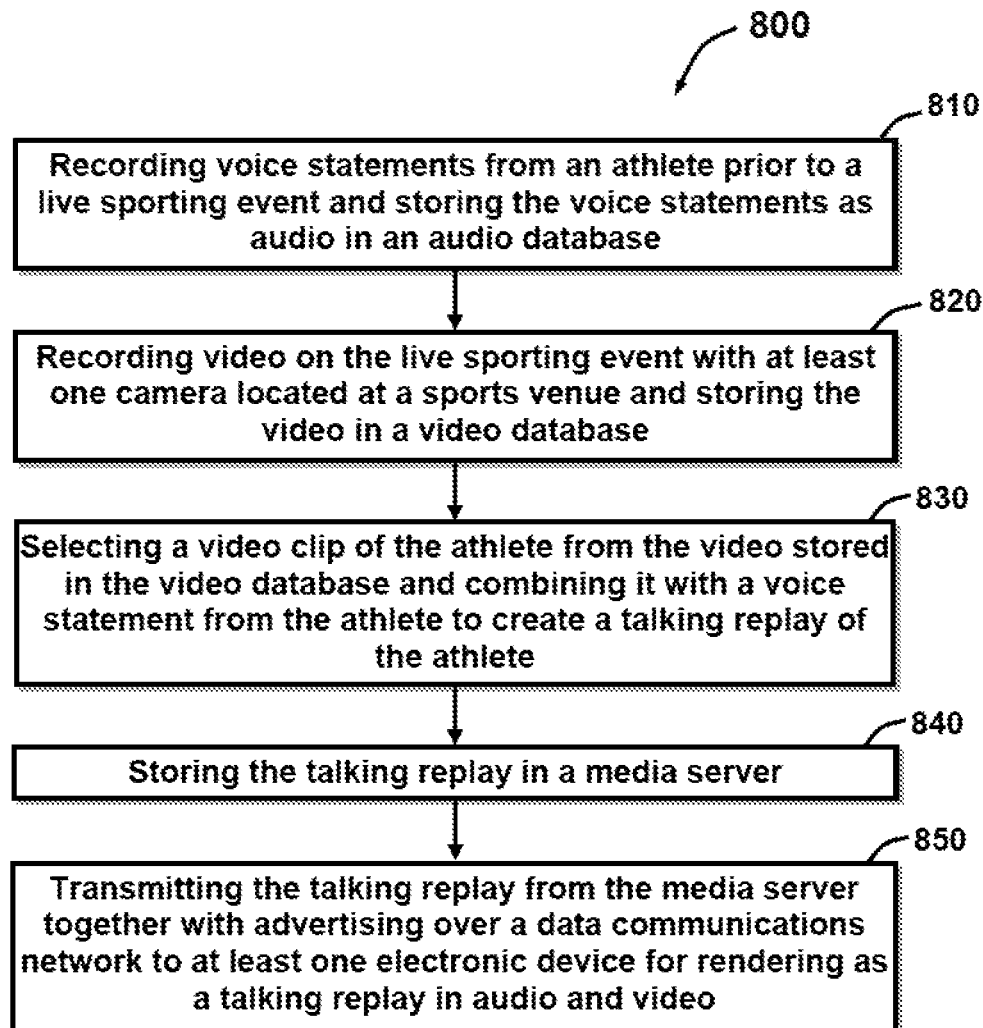 800
810
Recording voice statements from an athlete prior to a
live sporting event and storing the voice statements as
audio in an audio database
820
Recording video on the live sporting event with at least
one camera located at a sports venue and storing the
video in a video database
830
Selecting a video clip of the athlete from the video stored
in the video database and combining it with a voice
statement from the athlete to create a talking replay of
the athlete
840
Storing the talking replay in a media server
850
Transmitting the talking replay from the media server
together with advertising over a data communications
network to at least one electronic device for rendering as
a talking replay in audio and video